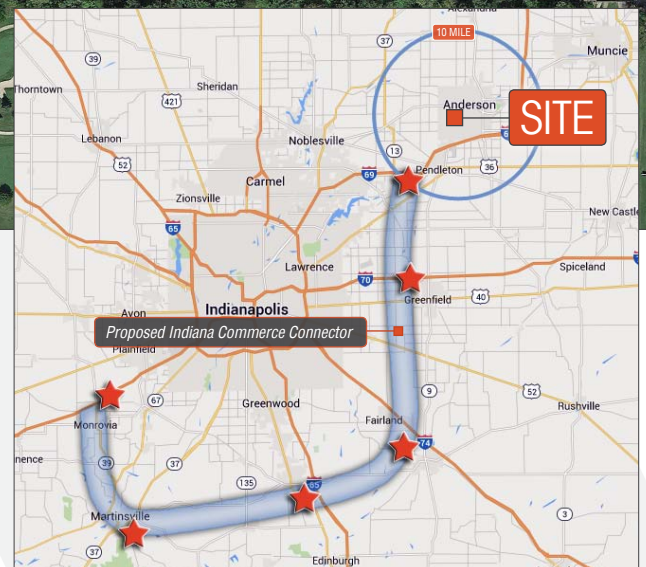 Alexandria
10 MILE
37
Muncie
39
Thorntown
Sheridan
421
Anderson
SITE
Lebanon
Noblesville
13
52
36
Pendleton
69
Carmel
Zionsville
New Castle
65
Lawrence
70
Spiceland
Greenfield
40
Indianapolis
Avon
Proposed Indiana Commerce Connector
Plainfield
9
52
67
Greenwood
Rushville
Fairland
Monrovia
74
nence
39
37
135
65
Martinsville
3
37
Edinburgh